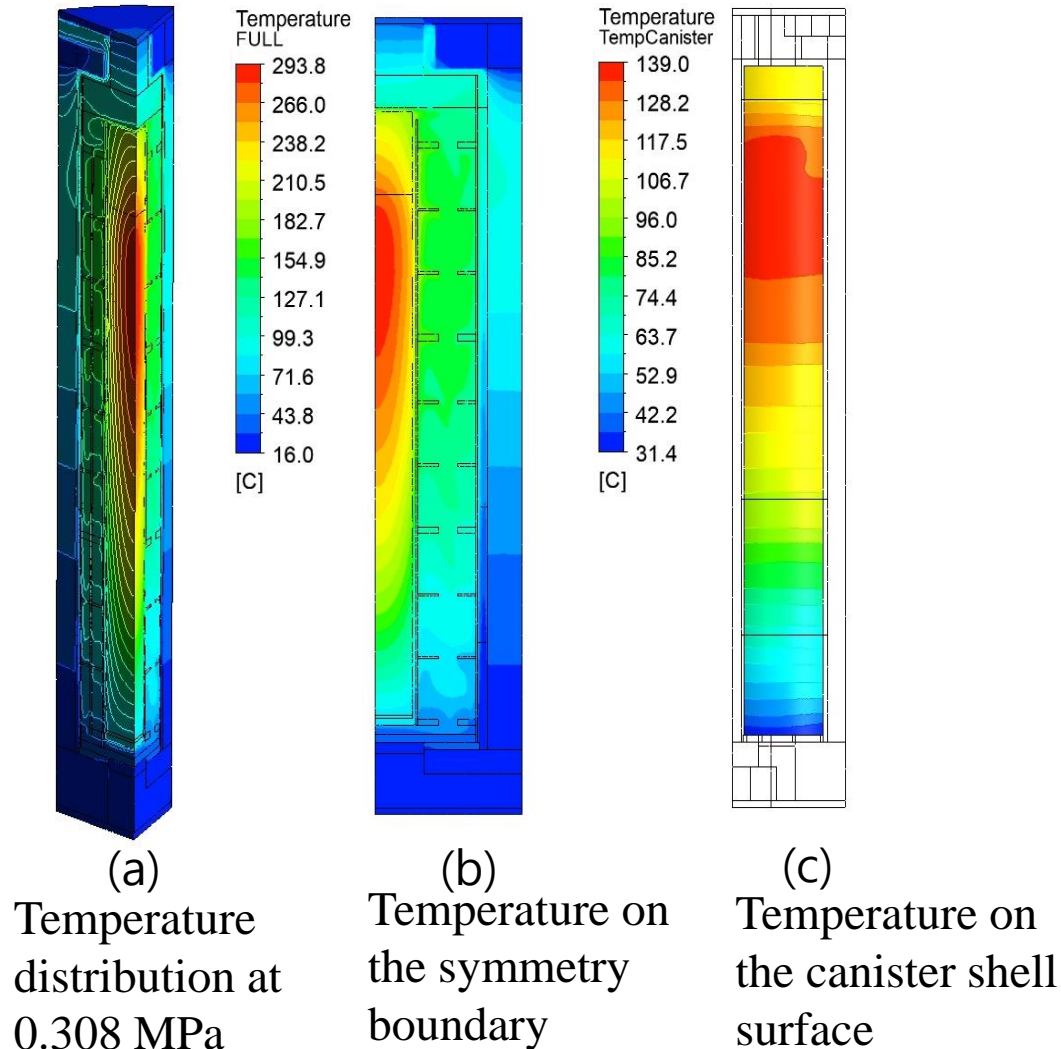 Temperature
FULL
293.8
266.0
238.2
210.5
182.7
154.9
127.1
99.3
71.6
43.8
16.0
[C]
Temperature
TempCanister
139.0
128.2
117.5
106.7
96.0
85.2
74.4
63.7
52.9
42.2
31.4
[C]
(a)
Temperature
distribution at
0.308 MPa
(b)
Temperature on
the symmetry
boundary
(c)
Temperature on
the canister shell
surface